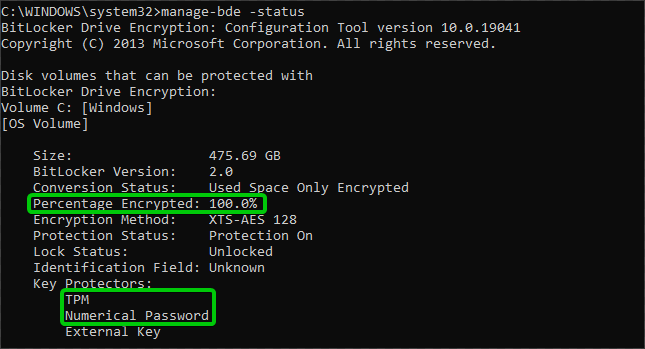 C:\WINDOWS\system32>manage-bde -status
BitLocker Drive Encryption: Configuration Tool version 10.0.19041
Copyright (C) 2013 Microsoft Corporation. All rights reserved.
Disk volumes that can be protected with
BitLocker Drive Encryption:
Volume C: [Windows]
[OS Volume]
Size: 475.69 GB
BitLocker Version: 2.0
Conversion Status: Used Space Only Encrypted
Percentage Encrypted: 100.0%
Encryption Method: XTS-AES 128
Protection Status: Protection On
Lock Status: Unlocked
Identification Field: Unknown
Key Protectors:
TPM
Numerical Password
External Key